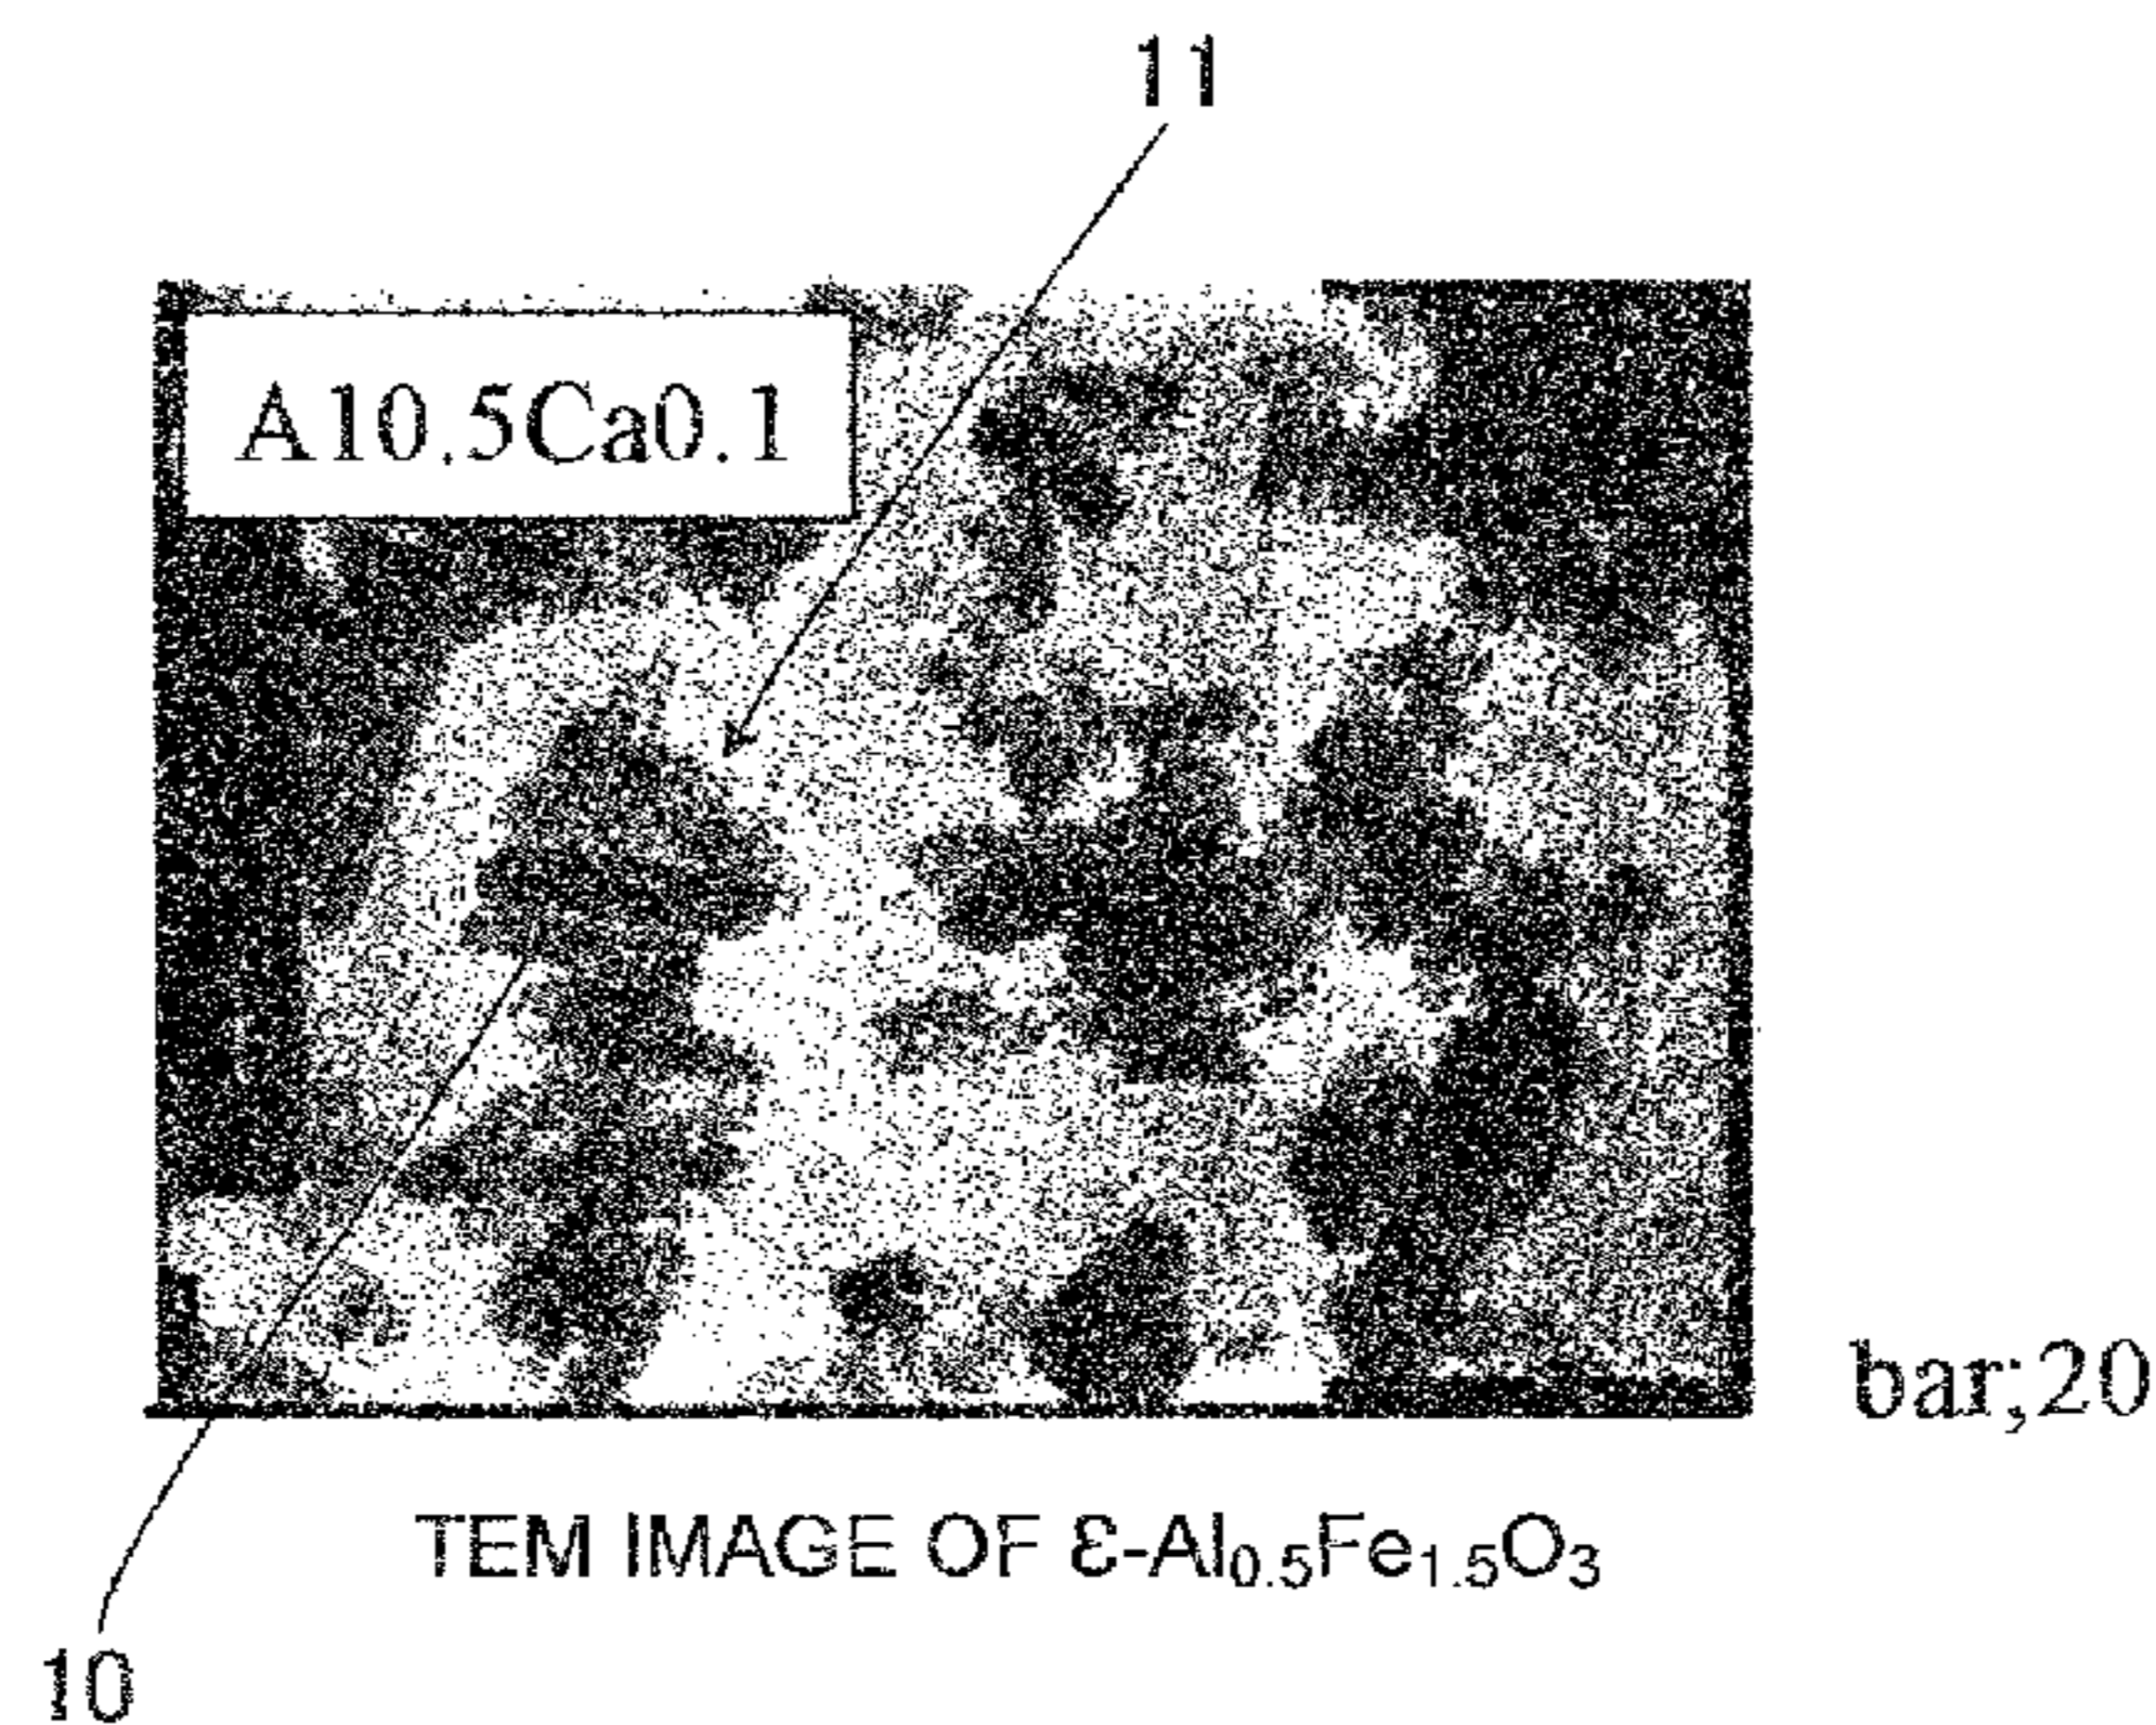 11
A10.5Ca0.1
bar;20
TEM IMAGE OF ε-Al₀.₅Fe₁.₅O₃
10